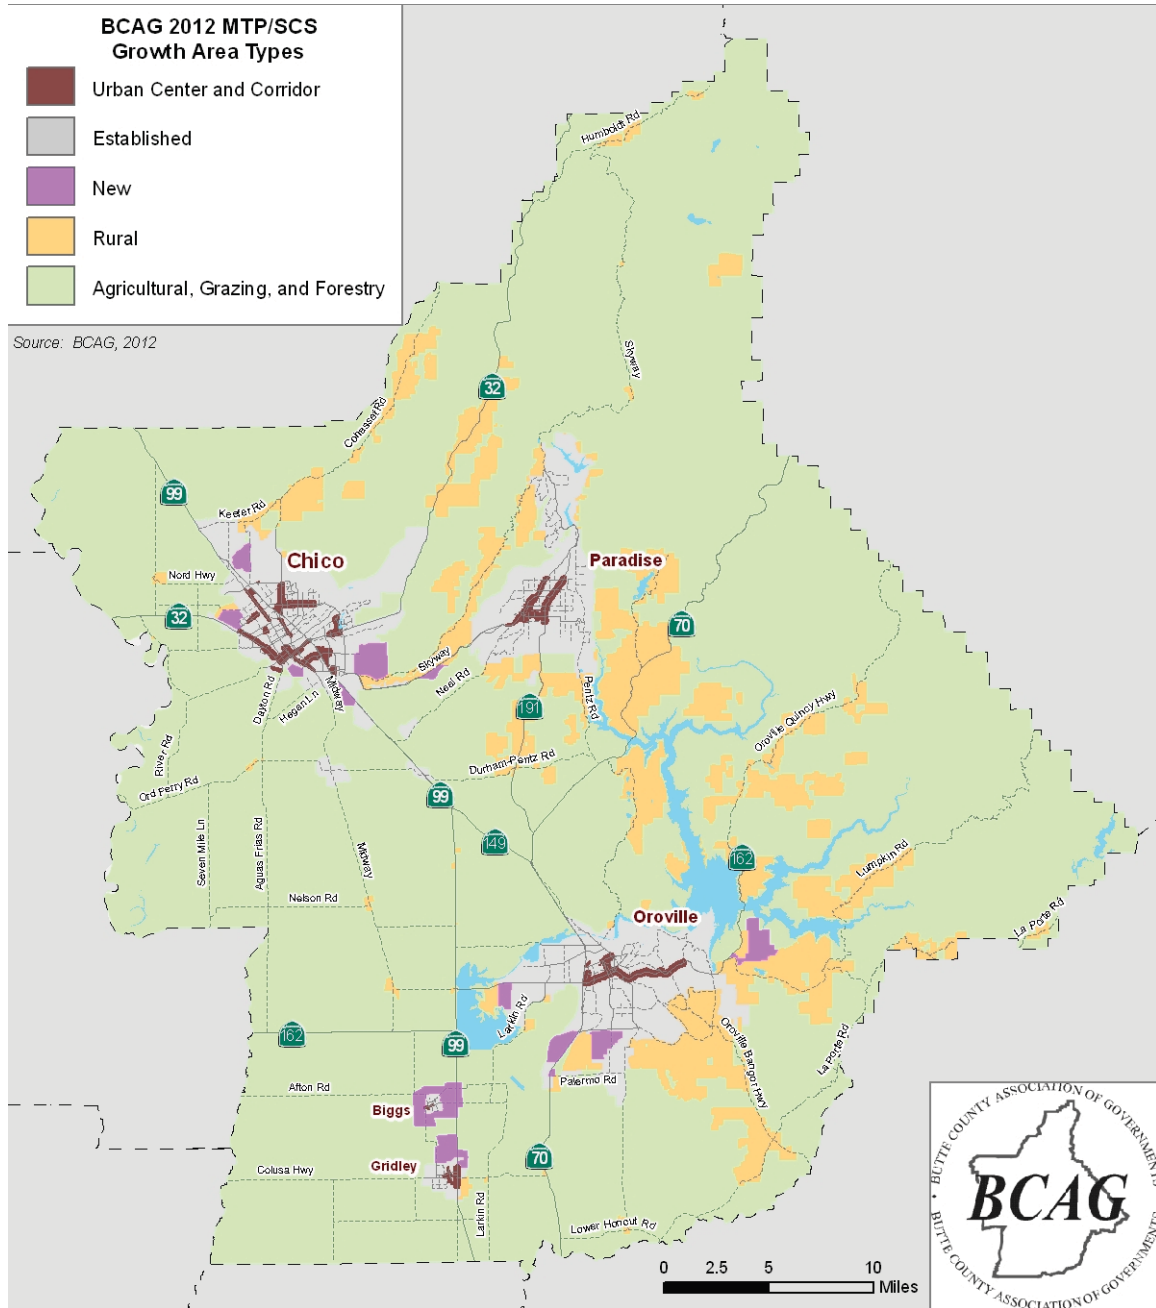 BCAG 2012 MTP/SCS
Growth Area Types
Urban Center and Corridor
Established
New
Rural
Agricultural, Grazing, and Forestry
Source: BCAG, 2012
Humboldt Rd
Skyway
32
Cohasset Rd
99
Keefer Rd
Chico
Paradise
Nord Hwy
32
70
Skyway
Neal Rd
Pentz Rd
Dayton Rd
Hegan Ln
Midway
191
Oroville Quincy Hwy
River Rd
Durham-Pentz Rd
Ord Ferry Rd
99
149
Seven Mile Ln
Aguas Frias Rd
Midway
162
Lumpkin Rd
Nelson Rd
Oroville
La Porte Rd
Larkin Rd
162
99
Oroville Bangor Hwy
La Porte Rd
Palermo Rd
Afton Rd
Biggs
Gridley
Colusa Hwy
70
Larkin Rd
Lower Honcut Rd
0 2.5 5 10
Miles
BUTTE COUNTY ASSOCIATION OF GOVERNMENTS
BCAG
BUTTE COUNTY ASSOCIATION OF GOVERNMENTS